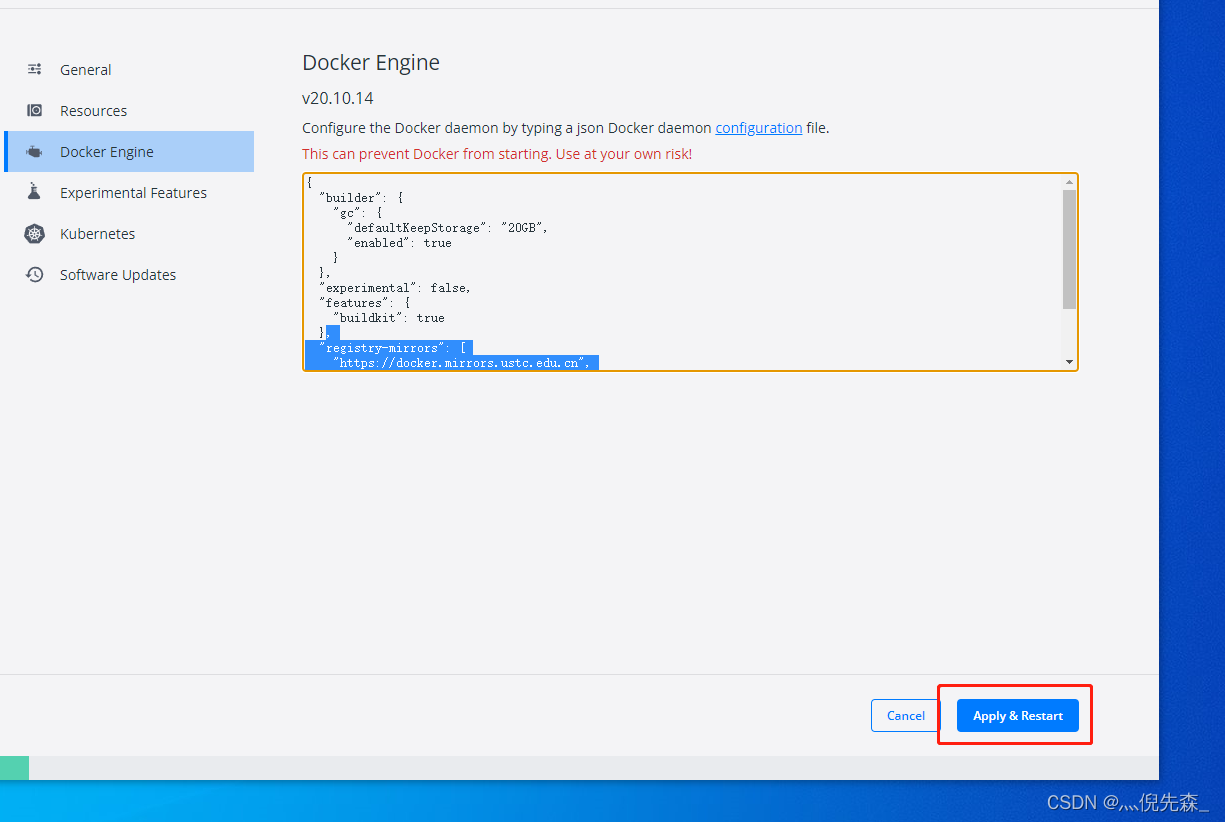 General
Resources
Docker Engine
Experimental Features
Kubernetes
Software Updates
Docker Engine
v20.10.14
Configure the Docker daemon by typing a json Docker daemon configuration file.
This can prevent Docker from starting. Use at your own risk!
{
  "builder": {
    "gc": {
      "defaultKeepStorage": "20GB",
      "enabled": true
    }
  },
  "experimental": false,
  "features": {
    "buildkit": true
  },
  "registry-mirrors": [
    "https://docker.mirrors.ustc.edu.cn",
Cancel
Apply & Restart
CSDN @灬倪先森_